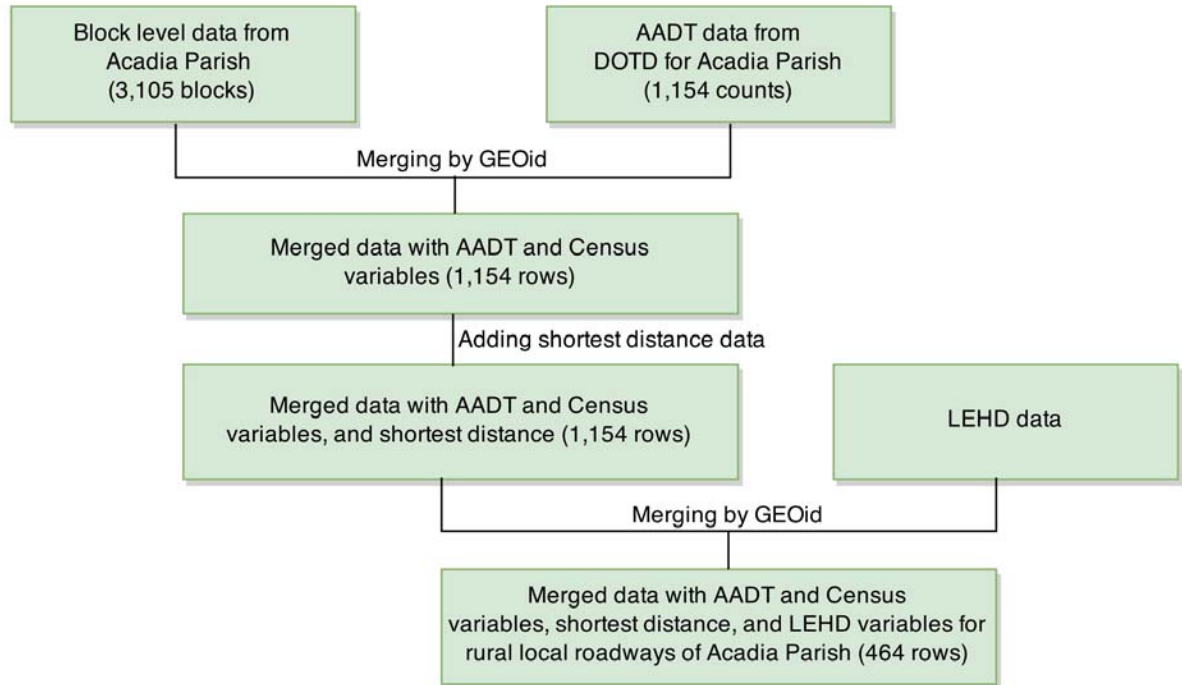 Block level data from
Acadia Parish
(3,105 blocks)
AADT data from
DOTD for Acadia Parish
(1,154 counts)
Merging by GEOid
Merged data with AADT and Census
variables (1,154 rows)
Adding shortest distance data
Merged data with AADT and Census
variables, and shortest distance (1,154 rows)
LEHD data
Merging by GEOid
Merged data with AADT and Census
variables, shortest distance, and LEHD variables for
rural local roadways of Acadia Parish (464 rows)